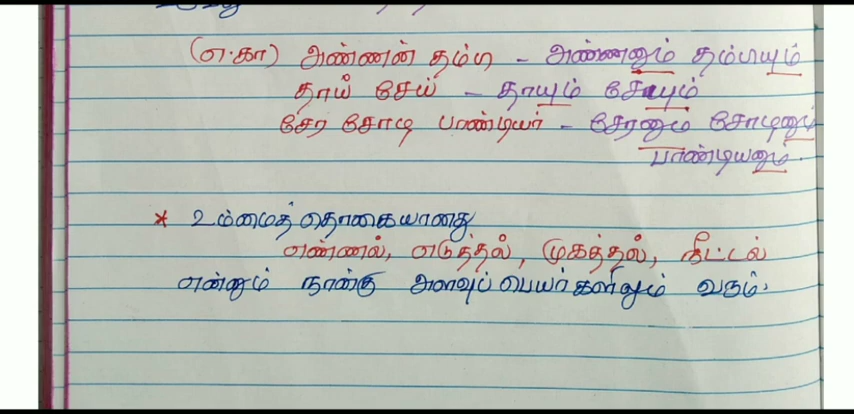 (எ.கா) அண்ணன் தம்பி - அண்ணனும் தம்பியும்
தாய் சேய் - தாயும் சேயும்
சேர சோழ பாண்டியர் - சேரனும் சோழனும்
பாண்டியனும்.
* உம்மைத் தொகையானது
எண்ணல், எடுத்தல், முகத்தல், நீட்டல்
என்னும் நான்கு அளவுப் பெயர்களிலும் வரும்.